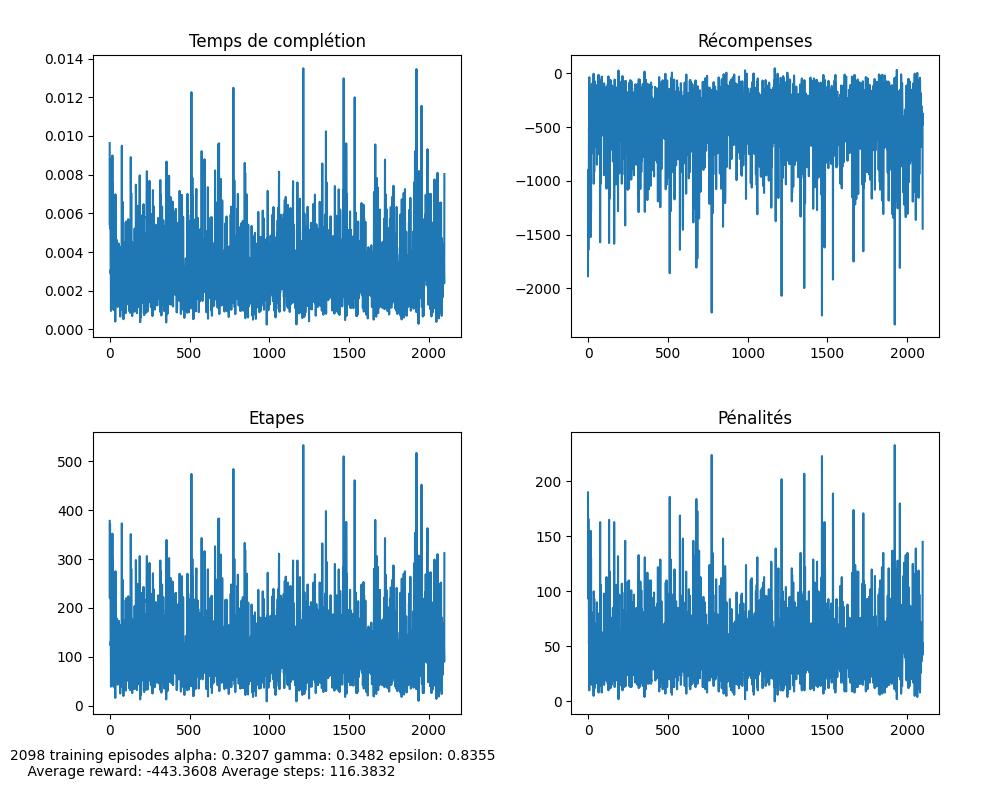 Temps de complétion
0.014
0.012
0.010
0.008
0.006
0.004
0.002
0.000
0 500 1000 1500 2000
Récompenses
0
−500
−1000
−1500
−2000
0 500 1000 1500 2000
Etapes
500
400
300
200
100
0
0 500 1000 1500 2000
Pénalités
200
150
100
50
0
0 500 1000 1500 2000
2098 training episodes alpha: 0.3207 gamma: 0.3482 epsilon: 0.8355
Average reward: -443.3608 Average steps: 116.3832